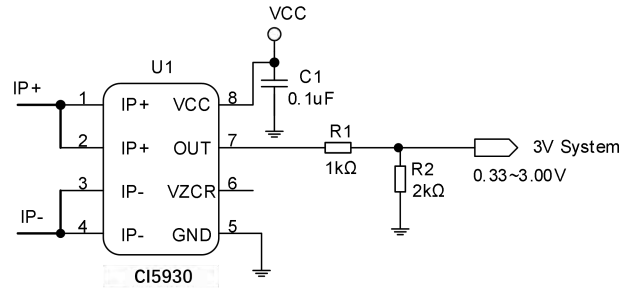 VCC
U1
C1
0.1uF
IP+
1 IP+ VCC 8
2 IP+ OUT 7
R1
1kΩ
3V System
0.33~3.00V
R2
2kΩ
3 IP- VZCR 6
IP-
4 IP- GND 5
CI5930